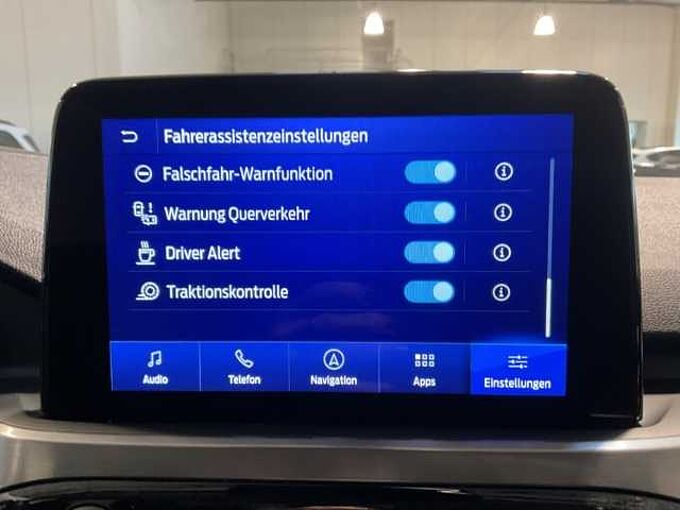 Fahrerassistenzeinstellungen
Falschfahr-Warnfunktion
Warnung Querverkehr
Driver Alert
Traktionskontrolle
Audio Telefon Navigation Apps Einstellungen